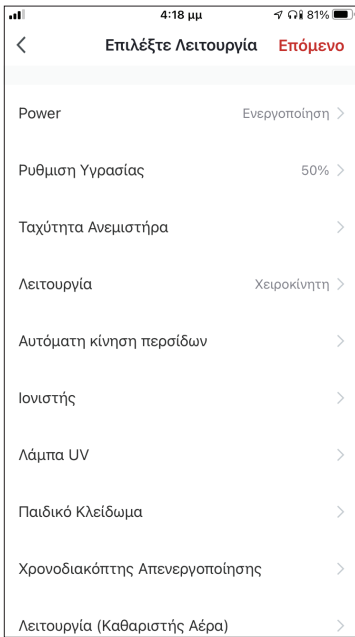 4:18 μμ 81%
Επιλέξτε Λειτουργία Επόμενο
Power Ενεργοποίηση
Ρυθμιση Υγρασίας 50%
Ταχύτητα Ανεμιστήρα
Λειτουργία Χειροκίνητη
Αυτόματη κίνηση περσίδων
Ιονιστής
Λάμπα UV
Παιδικό Κλείδωμα
Χρονοδιακόπτης Απενεργοποίησης
Λειτουργία (Καθαριστής Αέρα)